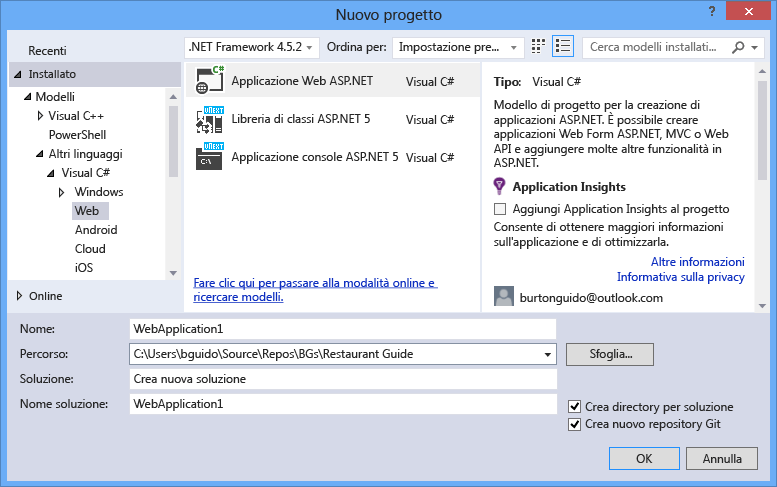 Nuovo progetto
?
Recenti
.NET Framework 4.5.2
Ordina per:
Impostazione pre...
Cerca modelli installati...
Installato
Modelli
Visual C++
PowerShell
Altri linguaggi
Visual C#
Windows
Web
Android
Cloud
iOS
Online
C#
Applicazione Web ASP.NET
Visual C#
VNEXT
Libreria di classi ASP.NET 5
Visual C#
VNEXT
C:\
Applicazione console ASP.NET 5
Visual C#
Fare clic qui per passare alla modalità online e
ricercare modelli.
Tipo: Visual C#
Modello di progetto per la creazione di
applicazioni ASP.NET. È possibile creare
applicazioni Web Form ASP.NET, MVC o Web
API e aggiungere molte altre funzionalità in
ASP.NET.
Application Insights
Aggiungi Application Insights al progetto
Consente di ottenere maggiori informazioni
sull'applicazione e di ottimizzarla.
Altre informazioni
Informativa sulla privacy
burtonguido@outlook.com
Nome:
WebApplication1
Percorso:
C:\Users\bguido\Source\Repos\BGs\Restaurant Guide
Sfoglia...
Soluzione:
Crea nuova soluzione
Nome soluzione:
WebApplication1
Crea directory per soluzione
Crea nuovo repository Git
OK
Annulla